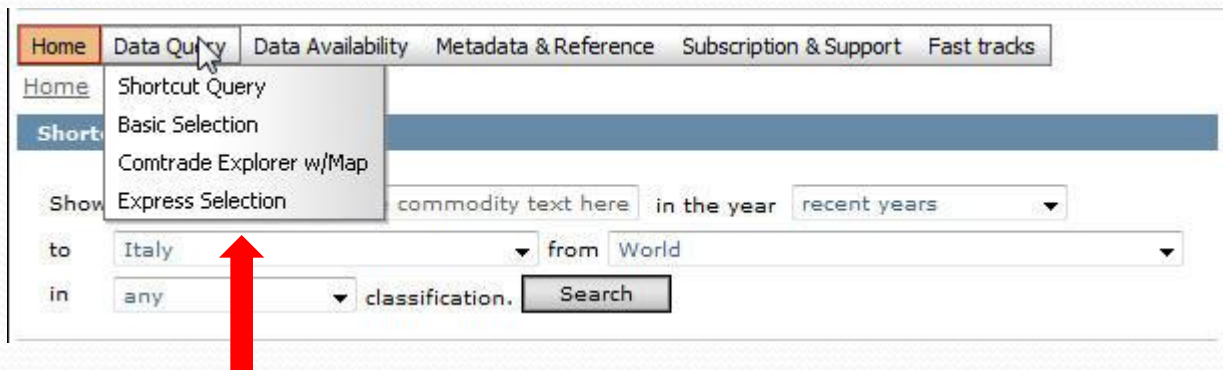 Home Data Query Data Availability Metadata & Reference Subscription & Support Fast tracks
Home
Shortcut Query
Basic Selection
Comtrade Explorer w/Map
Express Selection
commodity text here in the year recent years
to Italy from World
in any classification. Search